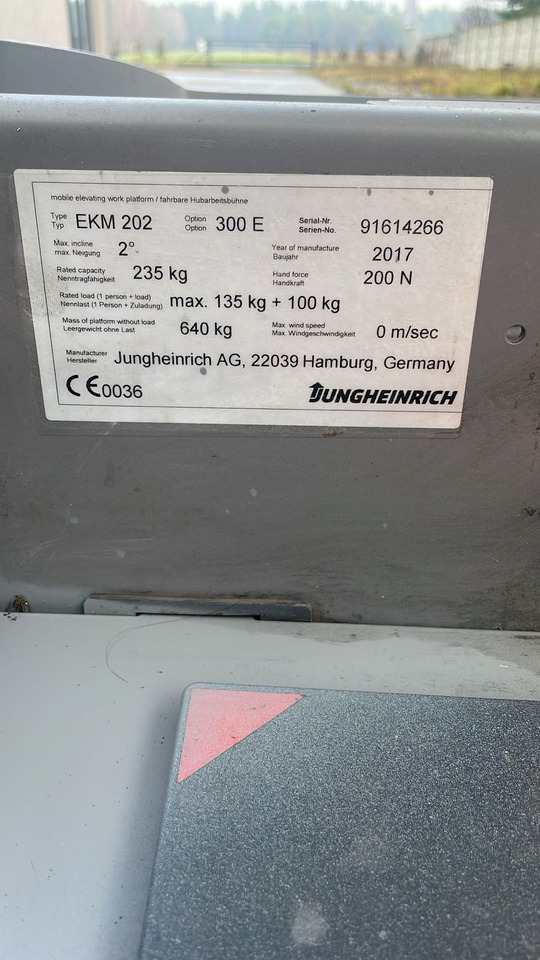 mobile elevating work platform / fahrbare Hubarbeitsbühne
Type EKM 202 Option 300 E Serial-Nr. 91614266
Typ Option Serien-No.
Max. incline 2° Year of manufacture 2017
max. Neigung Baujahr
Rated capacity 235 kg Hand force 200 N
Nenntragfähigkeit Handkraft
Rated load (1 person + load) max. 135 kg + 100 kg
Nennlast (1 Person + Zuladung)
Mass of platform without load 640 kg Max. wind speed 0 m/sec
Leergewicht ohne Last Max. Windgeschwindigkeit
Manufacturer Jungheinrich AG, 22039 Hamburg, Germany
Hersteller
CE0036 JUNGHEINRICH